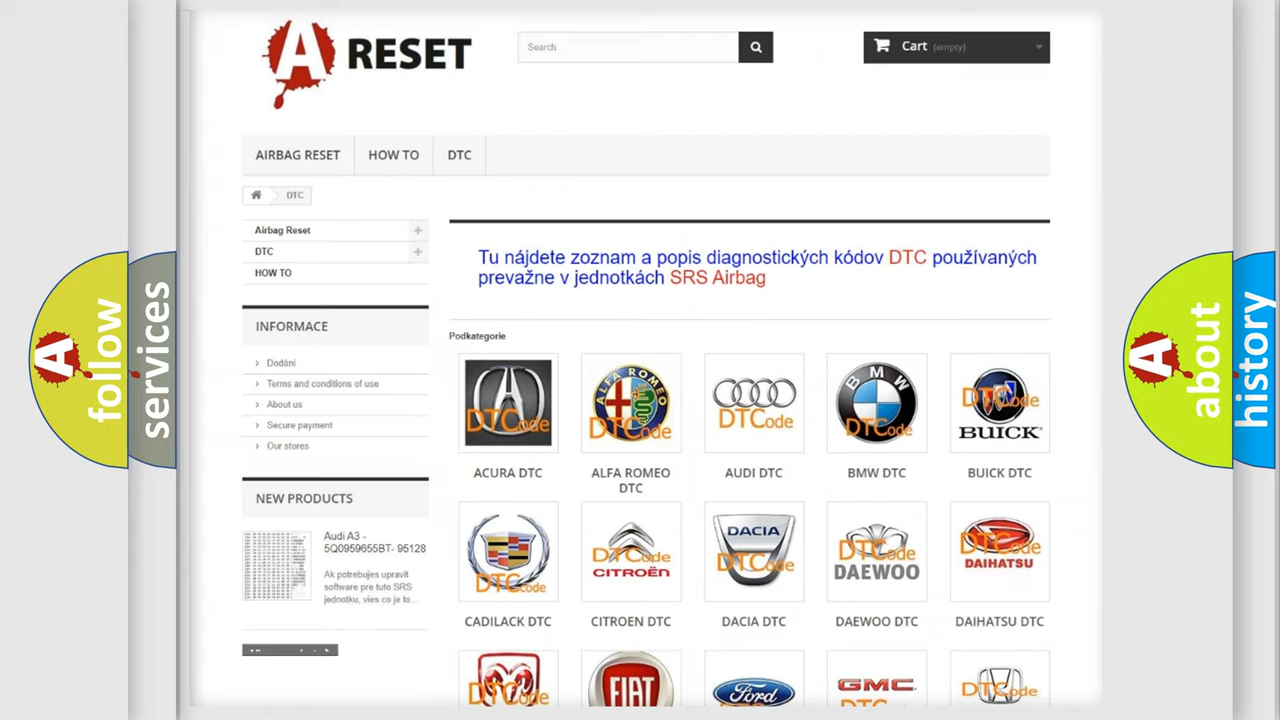 A RESET
Search
Cart (empty)
AIRBAG RESET
HOW TO
DTC
DTC
Airbag Reset
DTC
HOW TO
Tu nájdete zoznam a popis diagnostických kódov DTC používaných
prevažne v jednotkách SRS Airbag
INFORMACE
Dodání
Terms and conditions of use
About us
Secure payment
Our stores
Podkategorie
DTCode
ALFA ROMEO
DTCode
DTCode
BMW
DTCode
DTCode
BUICK
ACURA DTC
ALFA ROMEO
DTC
AUDI DTC
BMW DTC
BUICK DTC
NEW PRODUCTS
Audi A3 -
5Q0959655BT- 95128
Ak potrebujes upravit
software pre tuto SRS
jednotku, vies co je to...
DTCode
DTCode
CITROËN
DACIA
DTCode
DTCode
DAEWOO
DTCode
DAIHATSU
CADILACK DTC
CITROEN DTC
DACIA DTC
DAEWOO DTC
DAIHATSU DTC
DTCode
FIAT
Ford
GMC
DTCode
A follow
services
A about
history